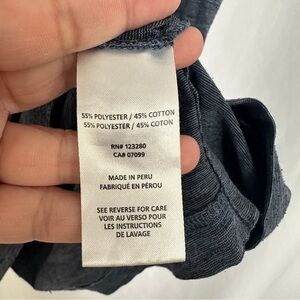 55% POLYESTER / 45% COTTON
55% POLYESTER / 45% COTON
RN# 123280
CA# 07099
MADE IN PERU
FABRIQUÉ EN PÉROU
SEE REVERSE FOR CARE
VOIR AU VERSO POUR
LES INSTRUCTIONS
DE LAVAGE